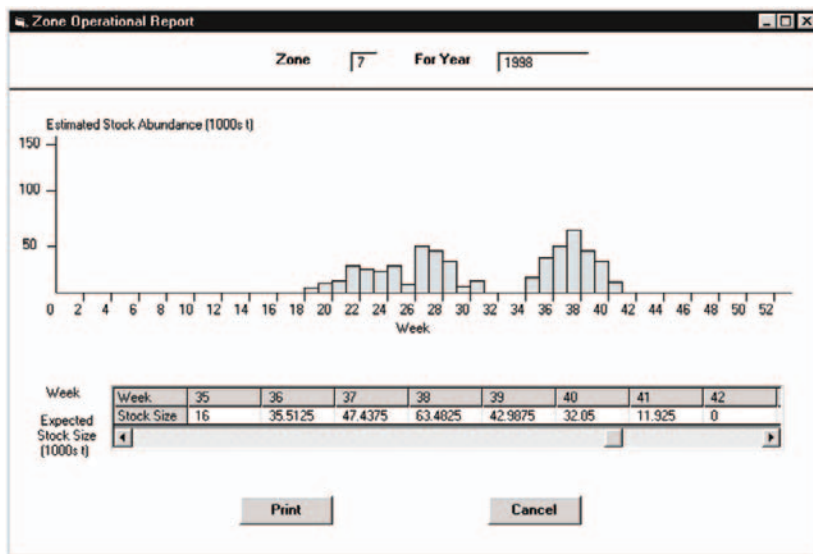 Zone Operational Report
Zone 7 For Year 1998
Estimated Stock Abundance (1000s t)
150
100
50
0 2 4 6 8 10 12 14 16 18 20 22 24 26 28 30 32 34 36 38 40 42 44 46 48 50 52
Week
Week
Week 35 36 37 38 39 40 41 42
Expected Stock Size (1000s t)
Stock Size 16 35.5125 47.4375 63.4825 42.9875 32.05 11.925 0
Print Cancel